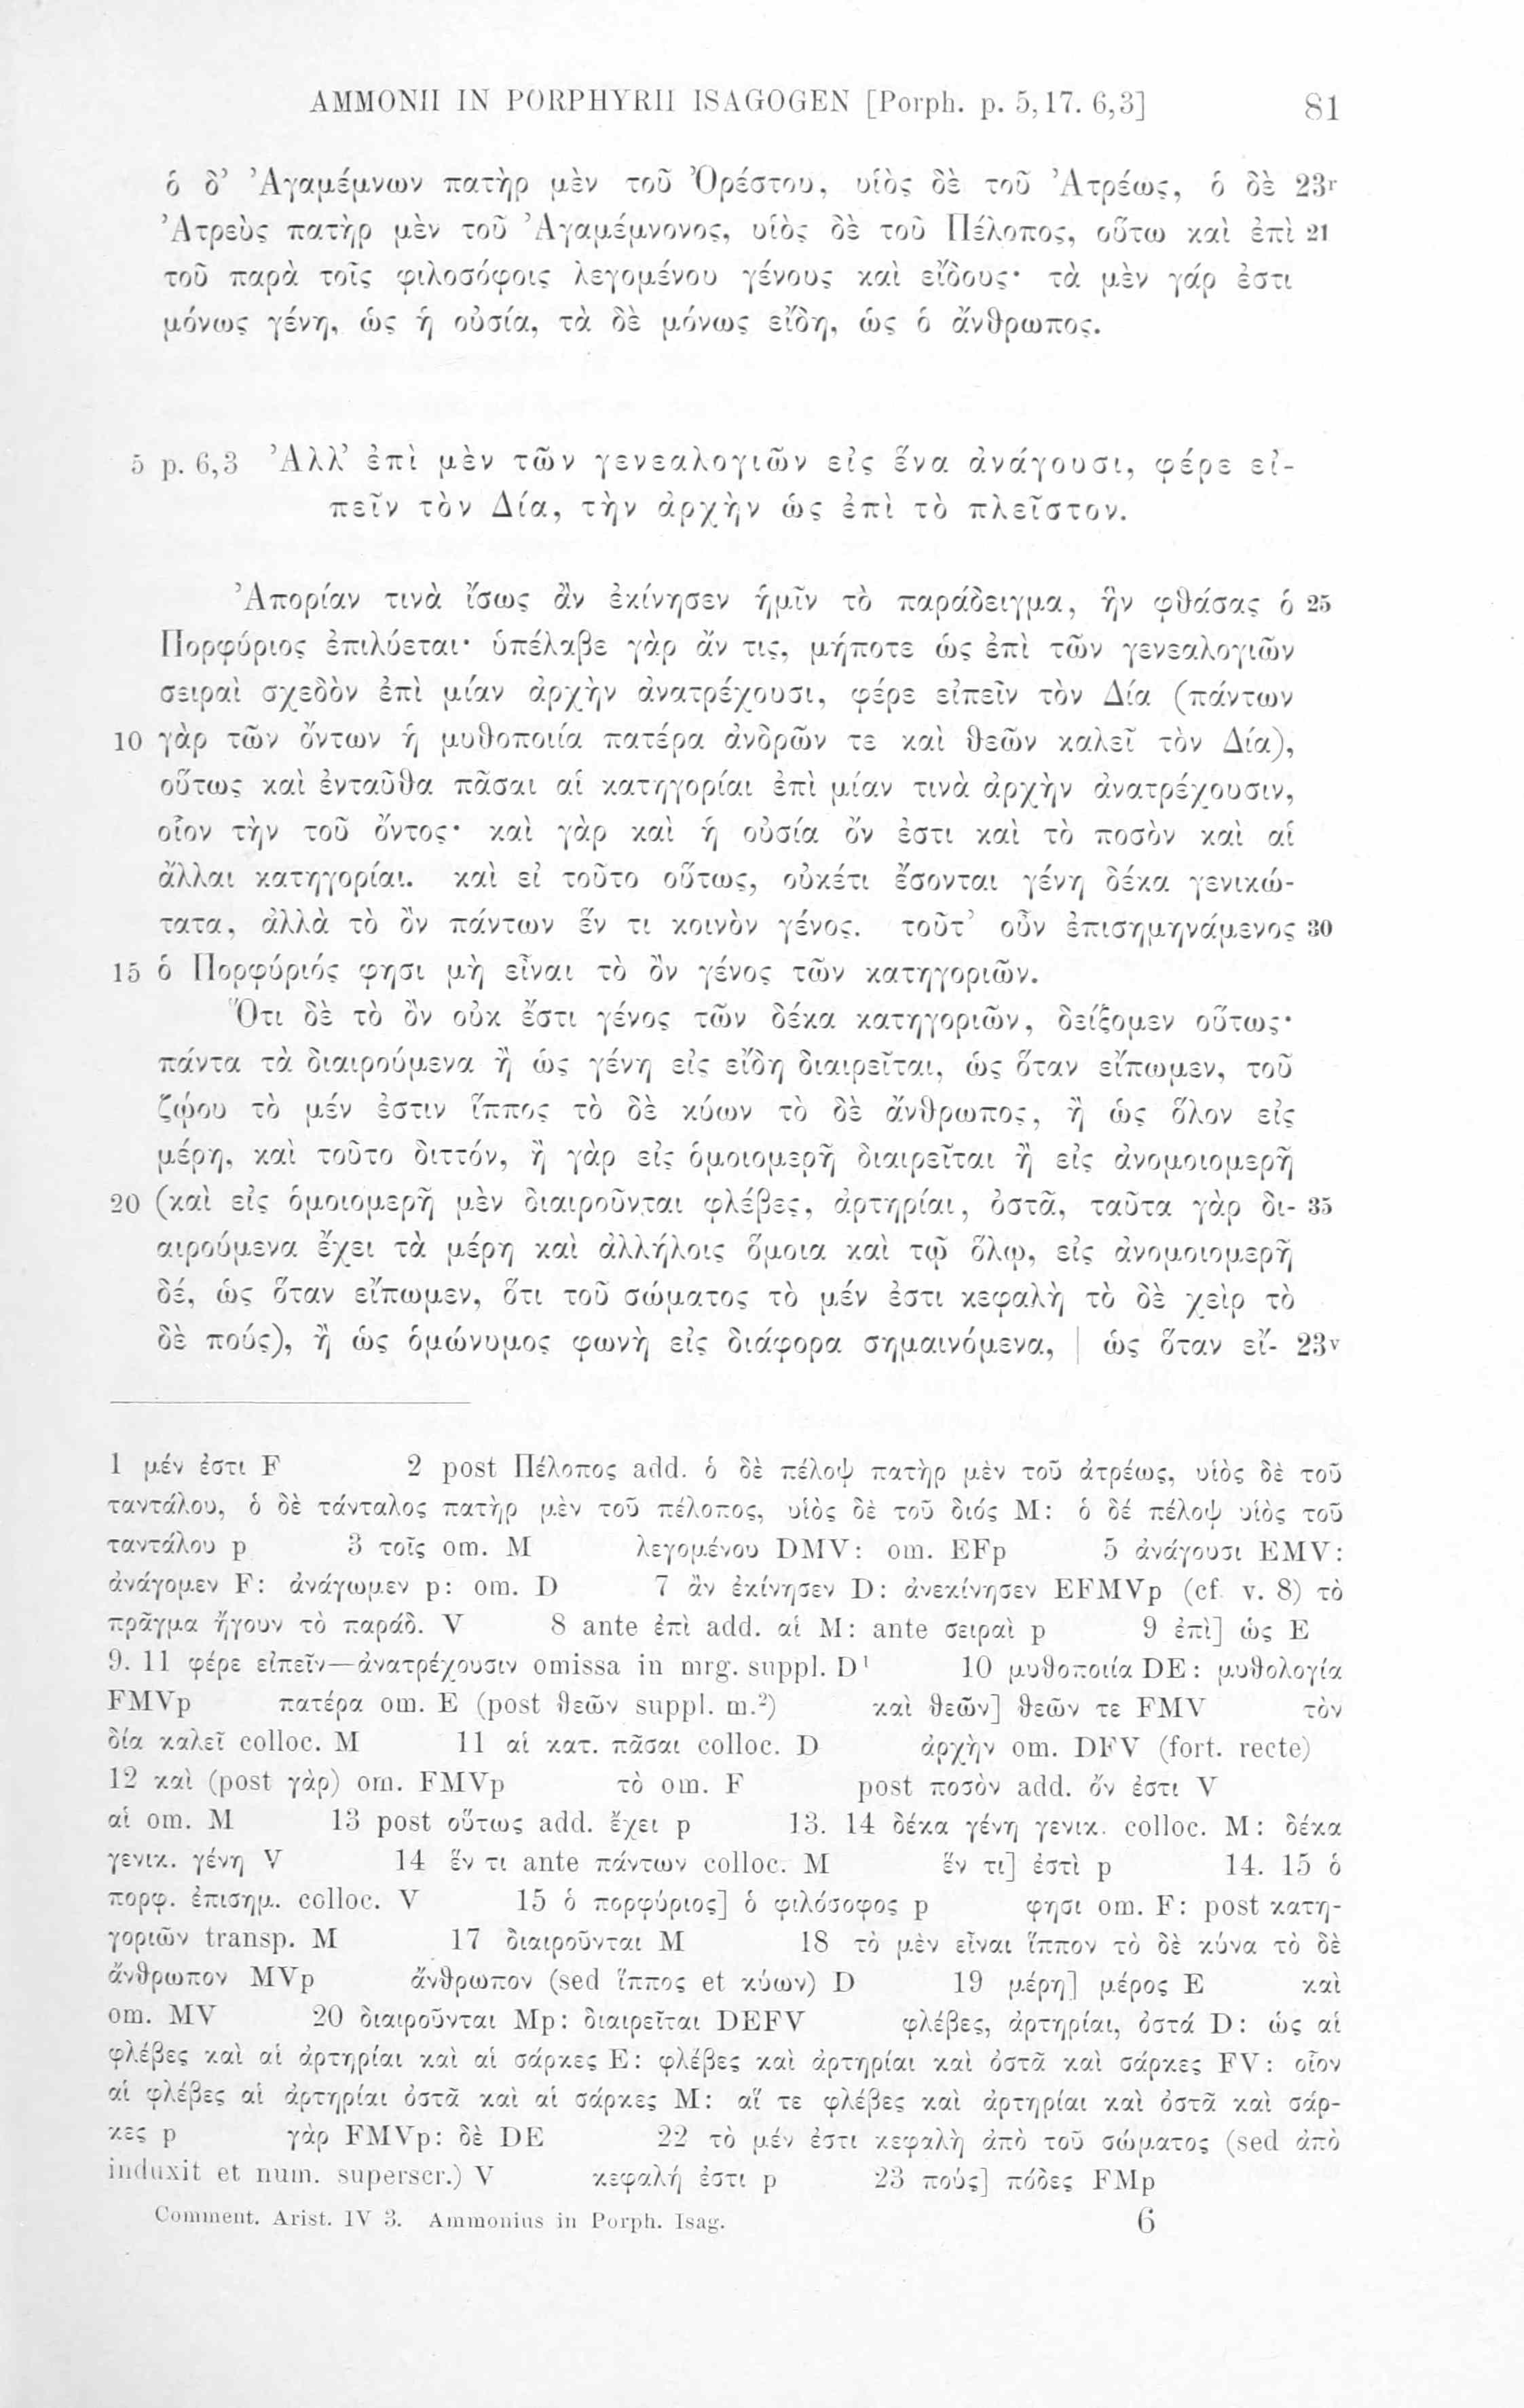 AMMONII IN PORPHYRII ISAGOGEN [Porph. p. 5,17. 6,3] 81
ὁ δ’ Ἀγαμέμνων πατὴρ μὲν τοῦ Ὀρέστου, υἱὸς δὲ τοῦ Ἀτρέως, ὁ δὲ 23r
Ἀτρεὺς πατὴρ μὲν τοῦ Ἀγαμέμνονος, υἱὸς δὲ τοῦ Πέλοπος, οὕτω καὶ ἐπὶ 21
τοῦ παρὰ τοῖς φιλοσόφοις λεγομένου γένους καὶ εἴδους· τὰ μὲν γάρ ἐστι
μόνως γένη, ὡς ἡ οὐσία, τὰ δὲ μόνως εἴδη, ὡς ὁ ἄνθρωπος.
5 p. 6,3 Ἀλλ’ ἐπὶ μὲν τῶν γενεαλογιῶν εἰς ἕνα ἀνάγουσι, φέρε εἰ-
πεῖν τὸν Δία, τὴν ἀρχὴν ὡς ἐπὶ τὸ πλεῖστον.
Ἀπορίαν τινὰ ἴσως ἂν ἐκίνησεν ἡμῖν τὸ παράδειγμα, ἣν φθάσας ὁ 25
Πορφύριος ἐπιλύεται· ὑπέλαβε γὰρ ἄν τις, μήποτε ὡς ἐπὶ τῶν γενεαλογιῶν
σειραὶ σχεδὸν ἐπὶ μίαν ἀρχὴν ἀνατρέχουσι, φέρε εἰπεῖν τὸν Δία (πάντων
10 γὰρ τῶν ὄντων ἡ μυθοποιία πατέρα ἀνδρῶν τε καὶ θεῶν καλεῖ τὸν Δία),
οὕτως καὶ ἐνταῦθα πᾶσαι αἱ κατηγορίαι ἐπὶ μίαν τινὰ ἀρχὴν ἀνατρέχουσιν,
οἷον τὴν τοῦ ὄντος· καὶ γὰρ καὶ ἡ οὐσία ὄν ἐστι καὶ τὸ ποσὸν καὶ αἱ
ἄλλαι κατηγορίαι. καὶ εἰ τοῦτο οὕτως, οὐκέτι ἔσονται γένη δέκα γενικώ-
τατα, ἀλλὰ τὸ ὂν πάντων ἕν τι κοινὸν γένος. τοῦτ’ οὖν ἐπισημηνάμενος 30
15 ὁ Πορφύριός φησι μὴ εἶναι τὸ ὂν γένος τῶν κατηγοριῶν.
Ὅτι δὲ τὸ ὂν οὐκ ἔστι γένος τῶν δέκα κατηγοριῶν, δείξομεν οὕτως·
πάντα τὰ διαιρούμενα ἢ ὡς γένη εἰς εἴδη διαιρεῖται, ὡς ὅταν εἴπωμεν, τοῦ
ζῴου τὸ μέν ἐστιν ἵππος τὸ δὲ κύων τὸ δὲ ἄνθρωπος, ἢ ὡς ὅλον εἰς
μέρη, καὶ τοῦτο διττόν, ἢ γὰρ εἰς ὁμοιομερῆ διαιρεῖται ἢ εἰς ἀνομοιομερῆ
20 (καὶ εἰς ὁμοιομερῆ μὲν διαιροῦνται φλέβες, ἀρτηρίαι, ὀστᾶ, ταῦτα γὰρ δι- 35
αιρούμενα ἔχει τὰ μέρη καὶ ἀλλήλοις ὅμοια καὶ τῷ ὅλῳ, εἰς ἀνομοιομερῆ
δέ, ὡς ὅταν εἴπωμεν, ὅτι τοῦ σώματος τὸ μέν ἐστι κεφαλὴ τὸ δὲ χεὶρ τὸ
δὲ πούς), ἢ ὡς ὁμώνυμος φωνὴ εἰς διάφορα σημαινόμενα, | ὡς ὅταν εἴ- 23v
1 μέν ἐστι F 2 post Πέλοπος add. ὁ δὲ πέλοψ πατὴρ μὲν τοῦ ἀτρέως, υἱὸς δὲ τοῦ
ταντάλου, ὁ δὲ τάνταλος πατὴρ μὲν τοῦ πέλοπος, υἱὸς δὲ τοῦ διός M: ὁ δέ πέλοψ υἱὸς τοῦ
ταντάλου p 3 τοῖς om. M λεγομένου DMV: om. EFp 5 ἀνάγουσι EMV:
ἀνάγομεν F: ἀνάγωμεν p: om. D 7 ἂν ἐκίνησεν D: ἀνεκίνησεν EFMVp (cf. v. 8) τὸ
πρᾶγμα ἤγουν τὸ παράδ. V 8 ante ἐπὶ add. αἱ M: ante σειραὶ p 9 ἐπὶ] ὡς E
9. 11 φέρε εἰπεῖν—ἀνατρέχουσιν omissa in mrg. suppl. D¹ 10 μυθοποιία DE: μυθολογία
FMVp πατέρα om. E (post θεῶν suppl. m.²) καὶ θεῶν] θεῶν τε FMV τὸν
δία καλεῖ colloc. M 11 αἱ κατ. πᾶσαι colloc. D ἀρχὴν om. DFV (fort. recte)
12 καὶ (post γὰρ) om. FMVp τὸ om. F post ποσὸν add. ὄν ἐστι V
αἱ om. M 13 post οὕτως add. ἔχει p 13. 14 δέκα γένη γενικ. colloc. M: δέκα
γενικ. γένη V 14 ἕν τι ante πάντων colloc. M ἕν τι] ἐστὶ p 14. 15 ὁ
πορφ. ἐπισημ. colloc. V 15 ὁ πορφύριος] ὁ φιλόσοφος p φησι om. F: post κατη-
γοριῶν transp. M 17 διαιροῦνται M 18 τὸ μὲν εἶναι ἵππον τὸ δὲ κύνα τὸ δὲ
ἄνθρωπον MVp ἄνθρωπον (sed ἵππος et κύων) D 19 μέρη] μέρος E καὶ
om. MV 20 διαιροῦνται Mp: διαιρεῖται DEFV φλέβες, ἀρτηρίαι, ὀστά D: ὡς αἱ
φλέβες καὶ αἱ ἀρτηρίαι καὶ αἱ σάρκες E: φλέβες καὶ ἀρτηρίαι καὶ ὀστᾶ καὶ σάρκες FV: οἷον
αἱ φλέβες αἱ ἀρτηρίαι ὀστᾶ καὶ αἱ σάρκες M: αἵ τε φλέβες καὶ ἀρτηρίαι καὶ ὀστᾶ καὶ σάρ-
κες p γὰρ FMVp: δὲ DE 22 τὸ μέν ἐστι κεφαλὴ ἀπὸ τοῦ σώματος (sed ἀπὸ
induxit et num. superscr.) V κεφαλή ἐστι p 23 πούς] πόδες FMp
Comment. Arist. IV 3. Ammonius in Porph. Isag. 6